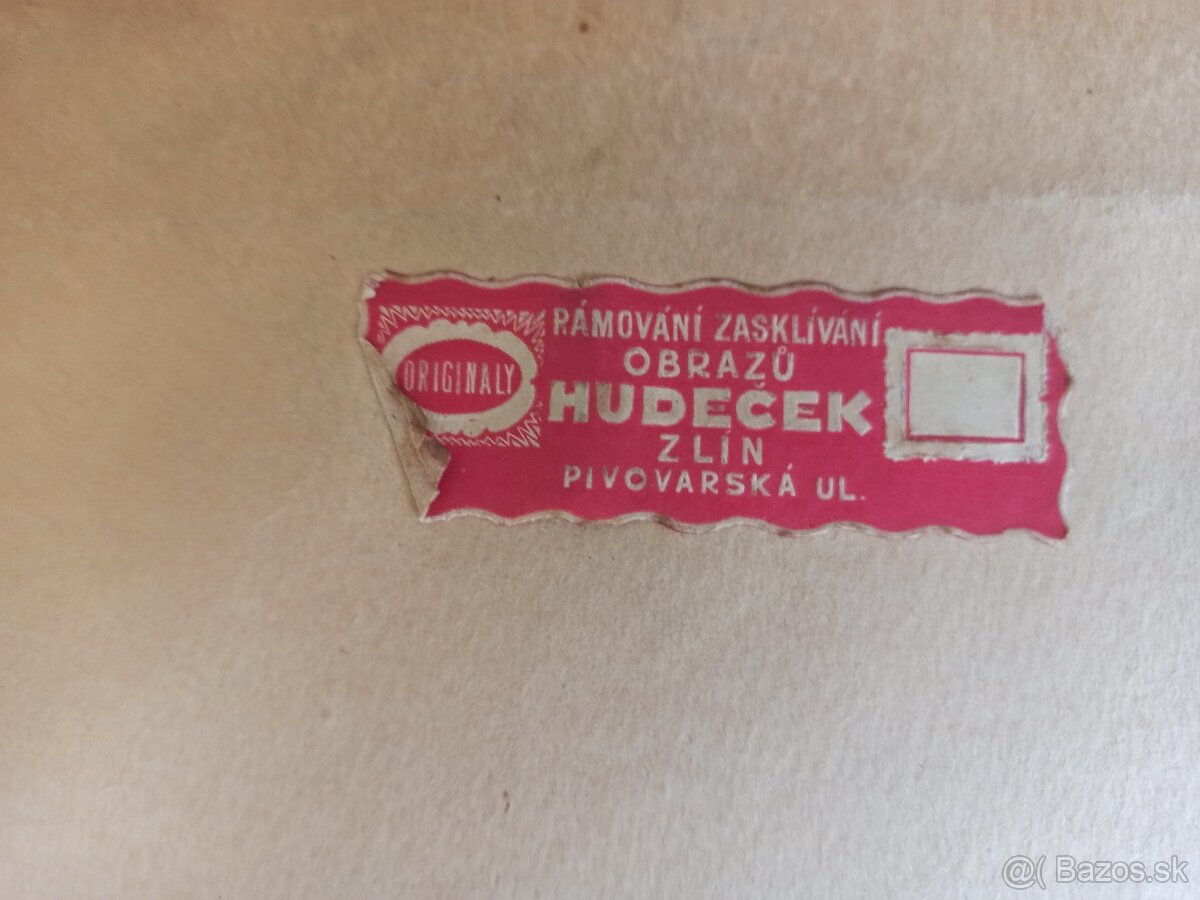 ORIGINALY
RÁMOVÁNÍ ZASKLÍVÁNÍ
OBRAZŮ
HUDEČEK
ZLÍN
PIVOVARSKÁ UL.
@( Bazos.sk